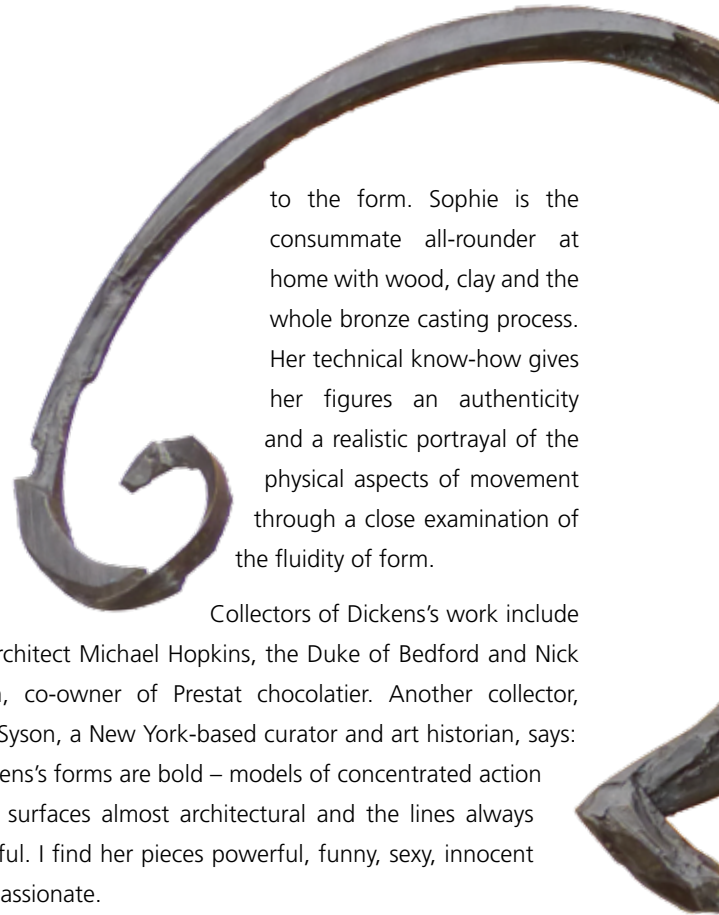 to the form. Sophie is the
consummate all-rounder at
home with wood, clay and the
whole bronze casting process.
Her technical know-how gives
her figures an authenticity
and a realistic portrayal of the
physical aspects of movement
through a close examination of
the fluidity of form.
Collectors of Dickens's work include
rchitect Michael Hopkins, the Duke of Bedford and Nick
, co-owner of Prestat chocolatier. Another collector,
Syson, a New York-based curator and art historian, says:
ens's forms are bold – models of concentrated action
surfaces almost architectural and the lines always
ful. I find her pieces powerful, funny, sexy, innocent
assionate.